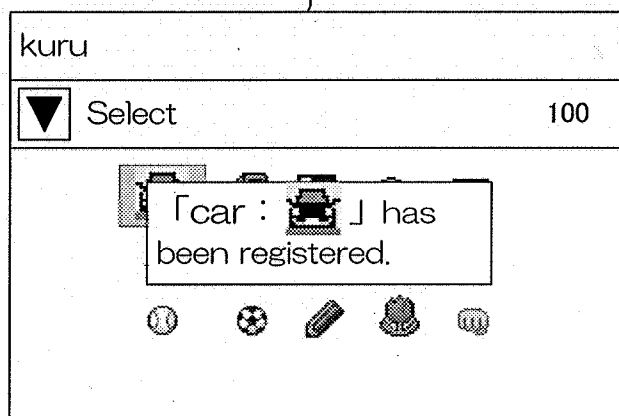 kuru
▼ Select 100
「car : 」 has
been registered.